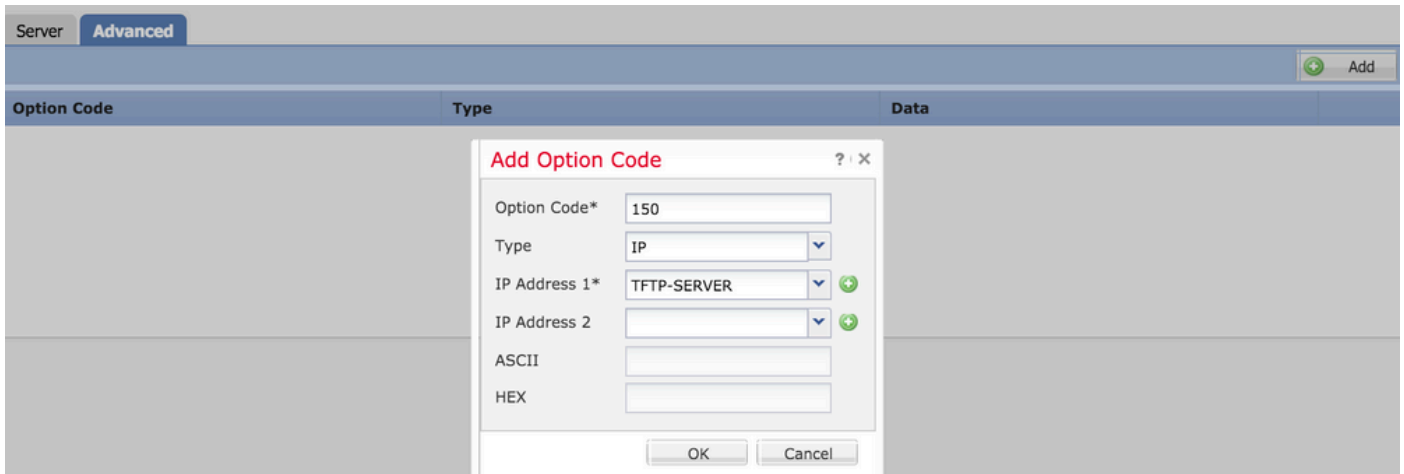 Server Advanced
Add
Option Code Type Data
Add Option Code ?
Option Code* 150
Type IP
IP Address 1* TFTP-SERVER
IP Address 2
ASCII
HEX
OK Cancel